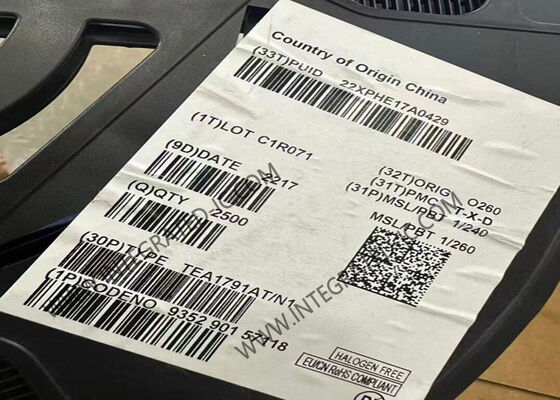 Country of Origin China
(33T)PUID 22XPHE17A0429
(1T)LOT C1R071
(9D)DATE 2217
(Q)QTY 2500
(30P)TYPE TEA1791AT/N1
(1P)CODENO 9352 901 57118
(32T)ORIG O260
(31T)PMC X-X-D
(31P)MSL/PBT 1/240
MSL/PBT 1/260
HALOGEN FREE
EU/CN RoHS COMPLIANT